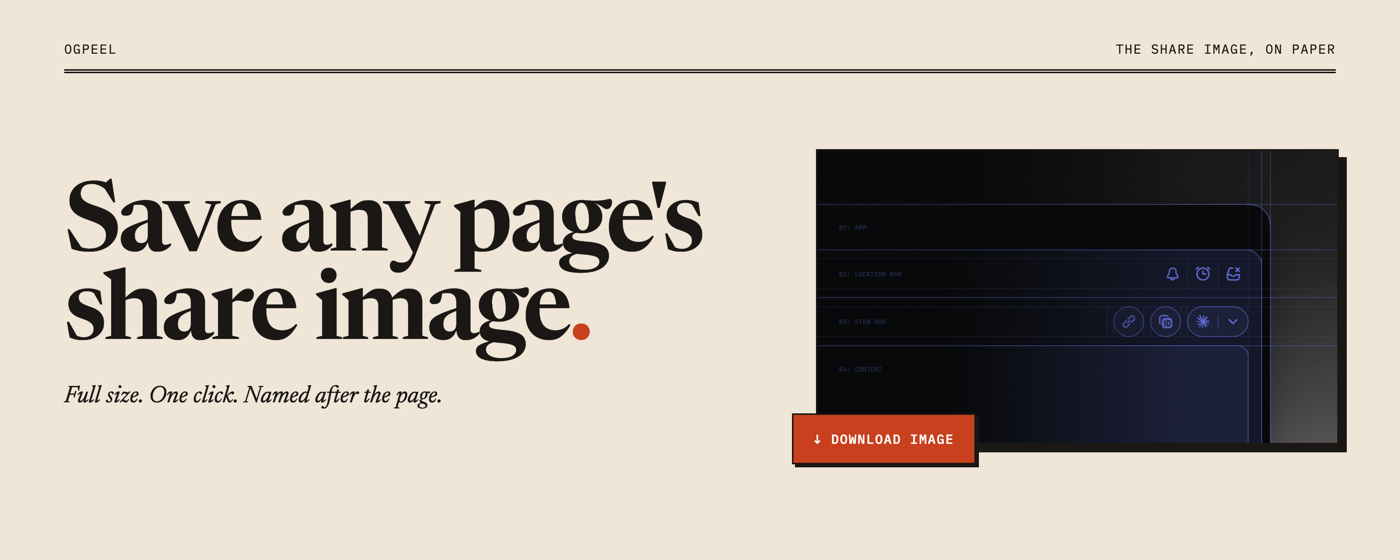 OGPEEL
THE SHARE IMAGE, ON PAPER
Save any page's
share image.
Full size. One click. Named after the page.
01: APP
02: LOCATION BAR
03: VIEW BAR
04: CONTENT
↓ DOWNLOAD IMAGE